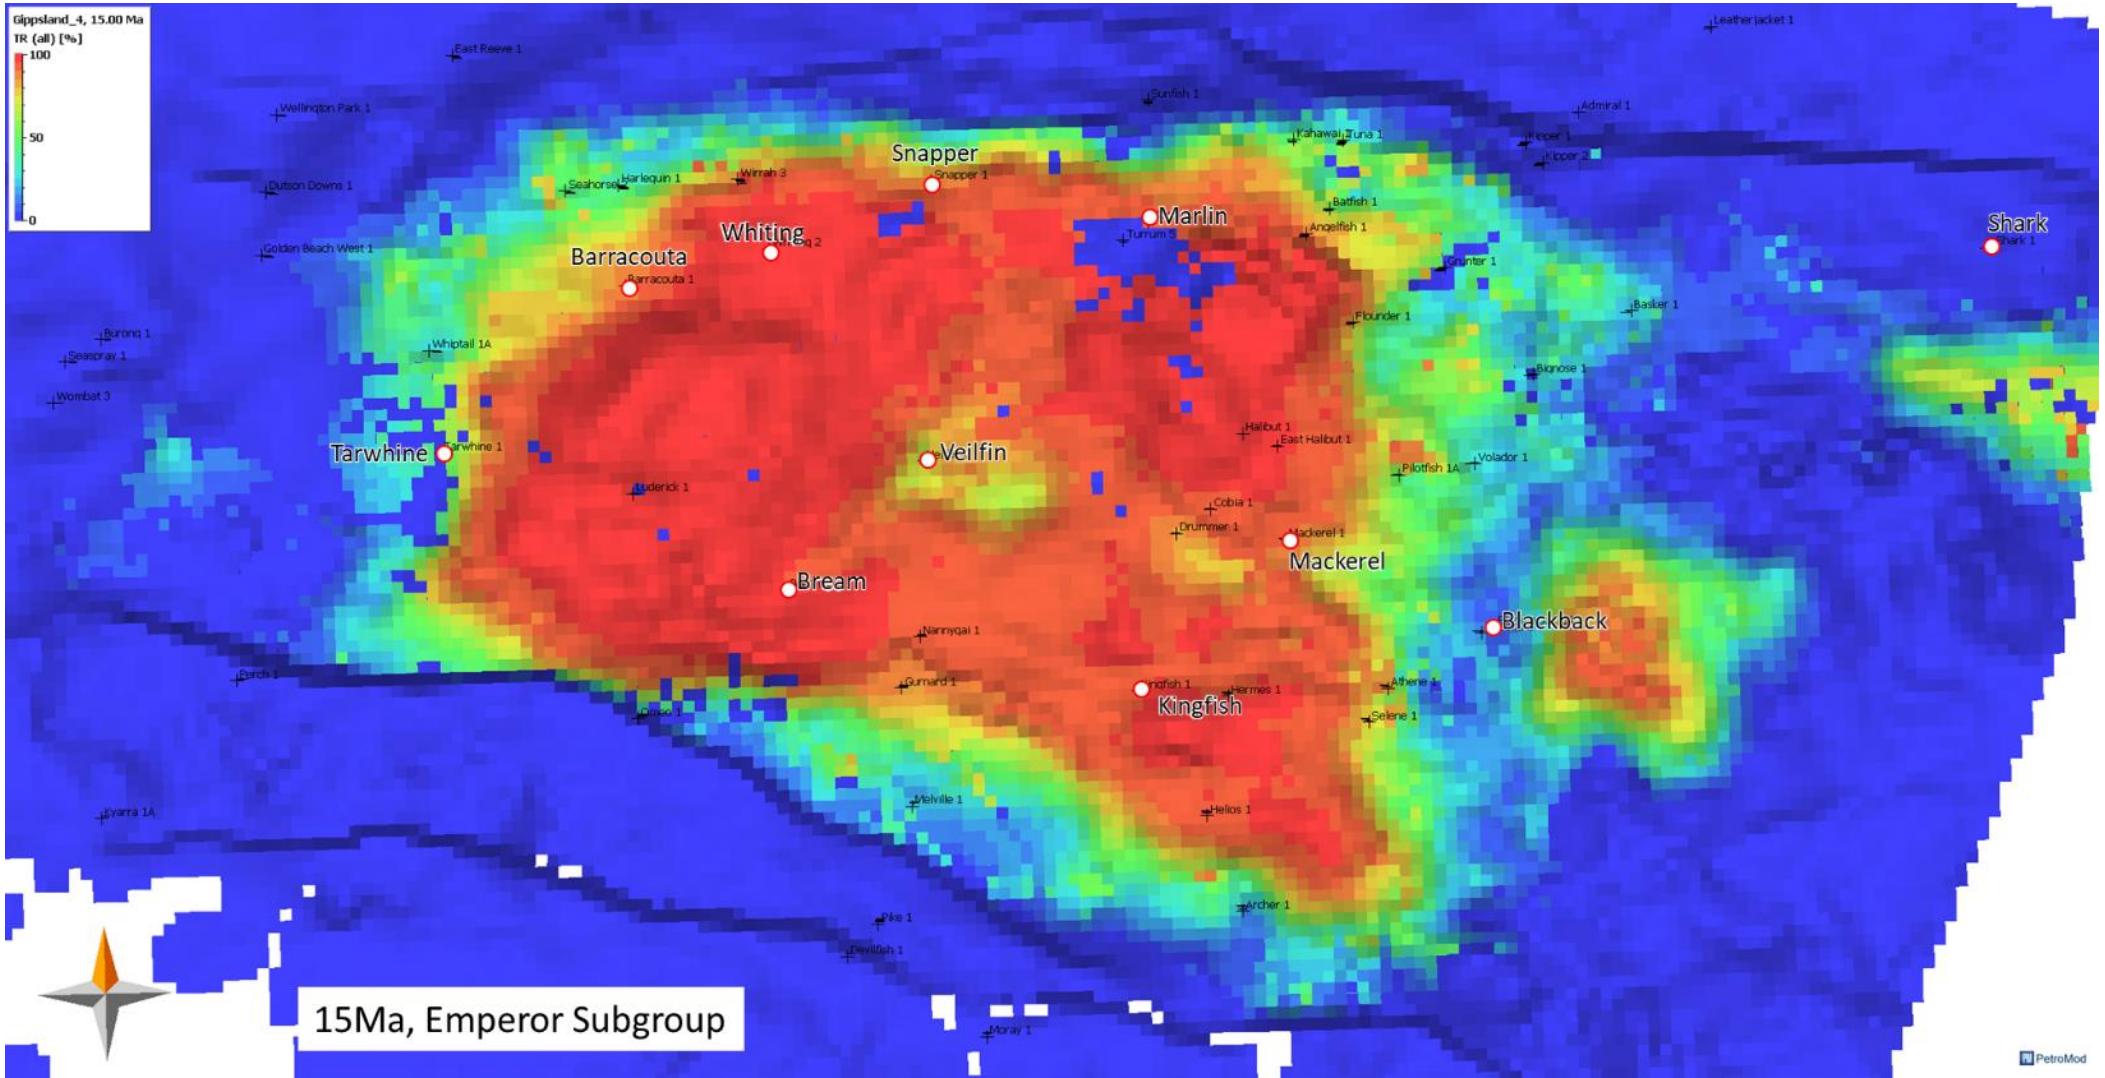 Gippsland_4, 15.00 Ma
TR (all) [%]
100
50
0
Leatherjacket 1
East Reeve 1
Sunfish 1
Wellington Park 1
Admiral 1
Kahawai
Tuna 1
Kipper 1
Kipper 2
Snapper
Snapper 1
Wirrah 3
Harlequin 1
Seahorse
Dutson Downs 1
Batfish 1
Marlin
Shark
Shark 1
Angelfish 1
Turrum 5
Whiting
Golden Beach West 1
Barracouta
Barracouta 1
Grunter 1
Basker 1
Flounder 1
Burong 1
Whiptail 1A
Seaspray 1
Bignose 1
Wombat 3
Halibut 1
East Halibut 1
Tarwhine
Tarwhine 1
Veilfin
Volador 1
Pilotfish 1A
Luderick 1
Cobia 1
Drummer 1
Mackerel 1
Mackerel
Bream
Blackback
Nannygai 1
Perch 1
Gurnard 1
Kingfish 1
Hermes 1
Athene 1
Kingfish
Omeo 1
Selene 1
Melville 1
Helios 1
Kyarra 1A
Archer 1
Pike 1
Devilfish 1
15Ma, Emperor Subgroup
Moray 1
PetroMod